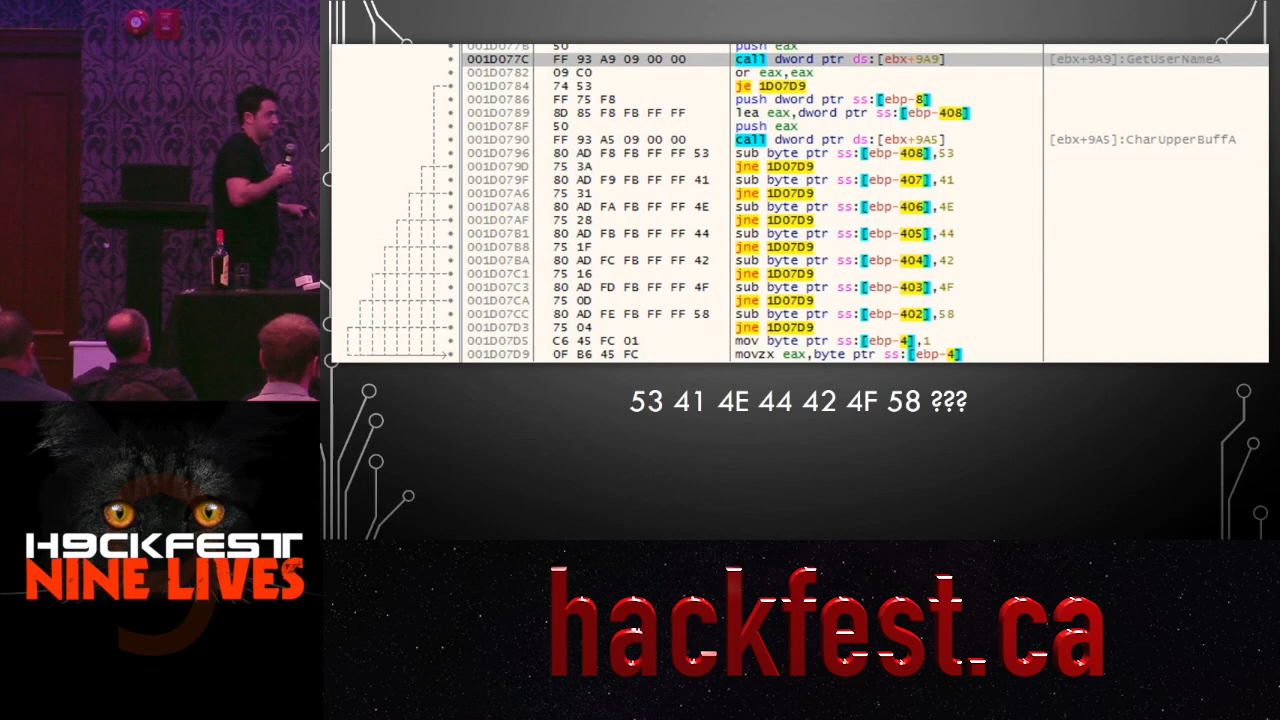 001D077B 50 push eax
001D077C FF 93 A9 09 00 00 call dword ptr ds:[ebx+9A9] [ebx+9A9]:GetUserNameA
001D0782 09 C0 or eax,eax
001D0784 74 53 je 1D07D9
001D0786 FF 75 F8 push dword ptr ss:[ebp-8]
001D0789 8D 85 F8 FB FF FF lea eax,dword ptr ss:[ebp-408]
001D078F 50 push eax
001D0790 FF 93 A5 09 00 00 call dword ptr ds:[ebx+9A5] [ebx+9A5]:CharUpperBuffA
001D0796 80 AD F8 FB FF FF 53 sub byte ptr ss:[ebp-408],53
001D079D 75 3A jne 1D07D9
001D079F 80 AD F9 FB FF FF 41 sub byte ptr ss:[ebp-407],41
001D07A6 75 31 jne 1D07D9
001D07A8 80 AD FA FB FF FF 4E sub byte ptr ss:[ebp-406],4E
001D07AF 75 28 jne 1D07D9
001D07B1 80 AD FB FB FF FF 44 sub byte ptr ss:[ebp-405],44
001D07B8 75 1F jne 1D07D9
001D07BA 80 AD FC FB FF FF 42 sub byte ptr ss:[ebp-404],42
001D07C1 75 16 jne 1D07D9
001D07C3 80 AD FD FB FF FF 4F sub byte ptr ss:[ebp-403],4F
001D07CA 75 0D jne 1D07D9
001D07CC 80 AD FE FB FF FF 58 sub byte ptr ss:[ebp-402],58
001D07D3 75 04 jne 1D07D9
001D07D5 C6 45 FC 01 mov byte ptr ss:[ebp-4],1
001D07D9 0F B6 45 FC movzx eax,byte ptr ss:[ebp-4]
53 41 4E 44 42 4F 58 ???
H9CKFEST
NINE LIVES
9
hackfest.ca